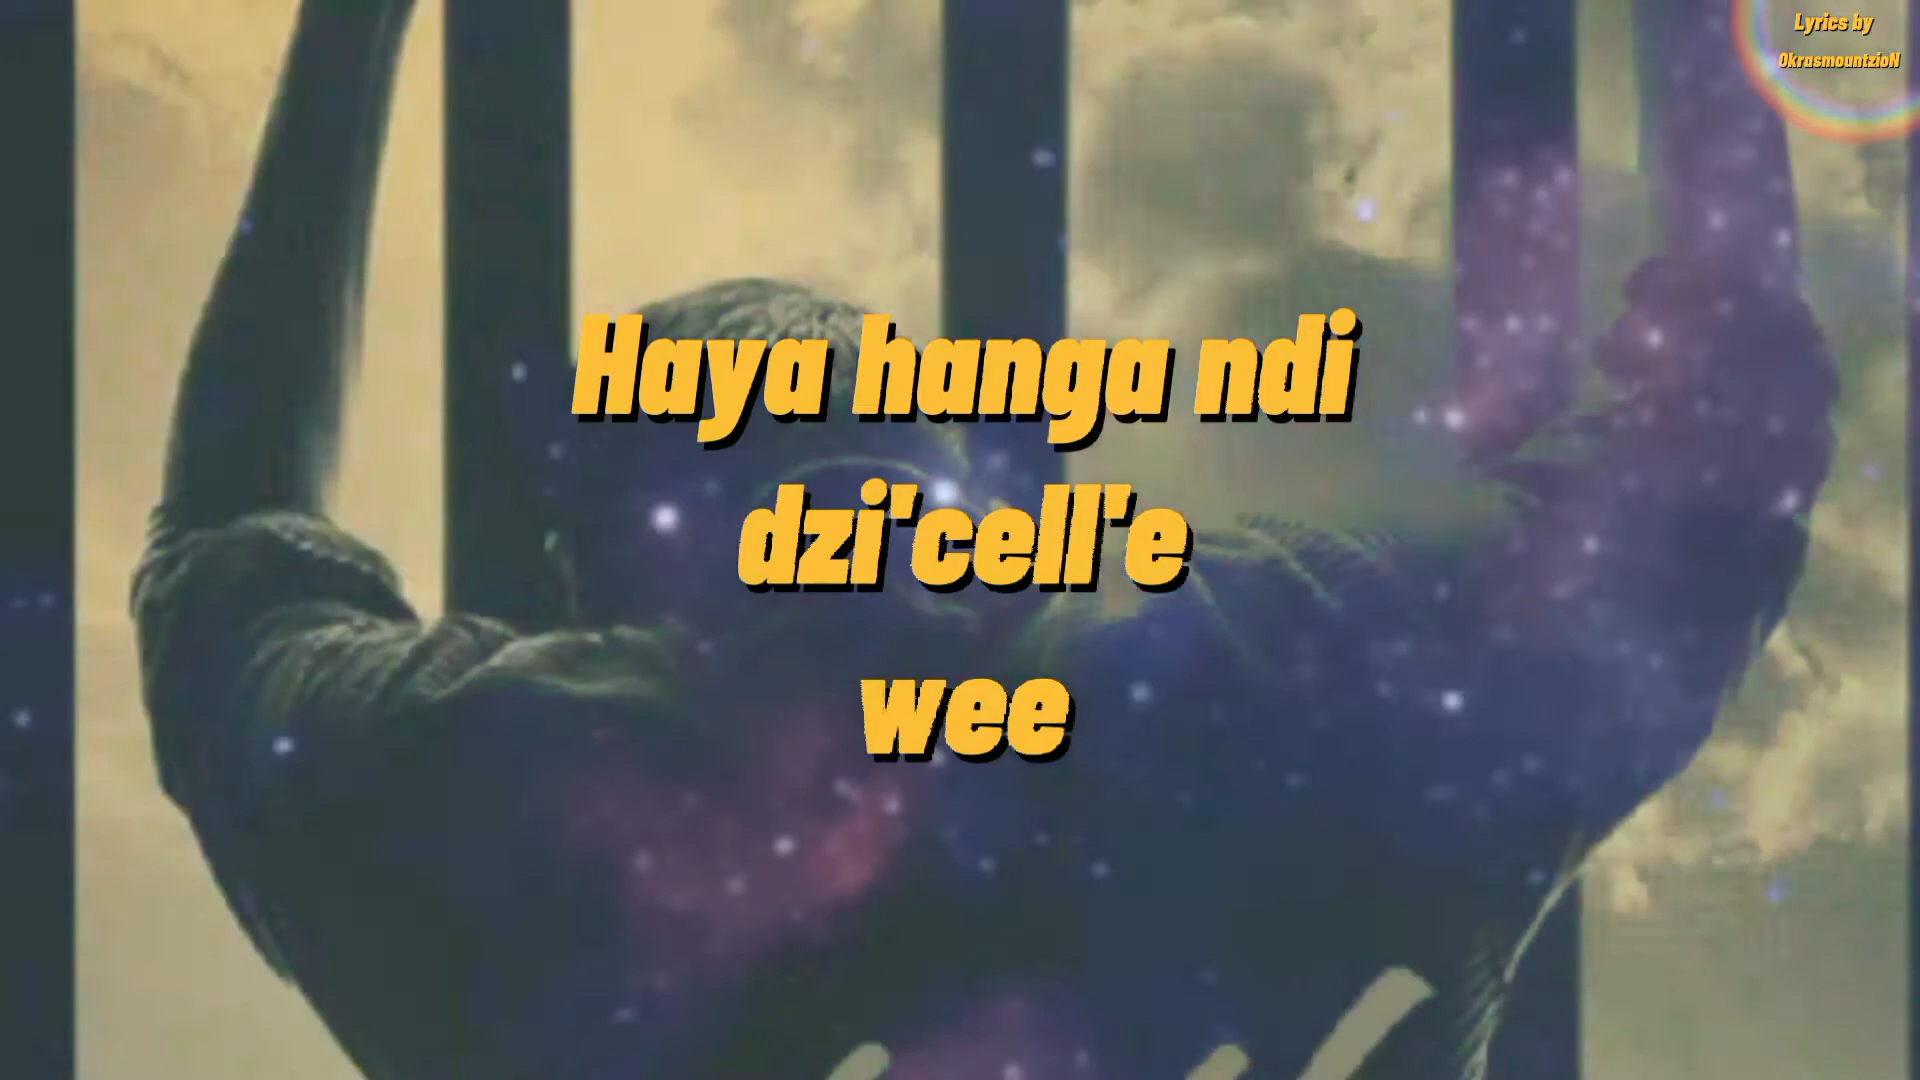 Lyrics by
OkrasmountzioN
Haya hanga ndi
dzi'cell'e
wee